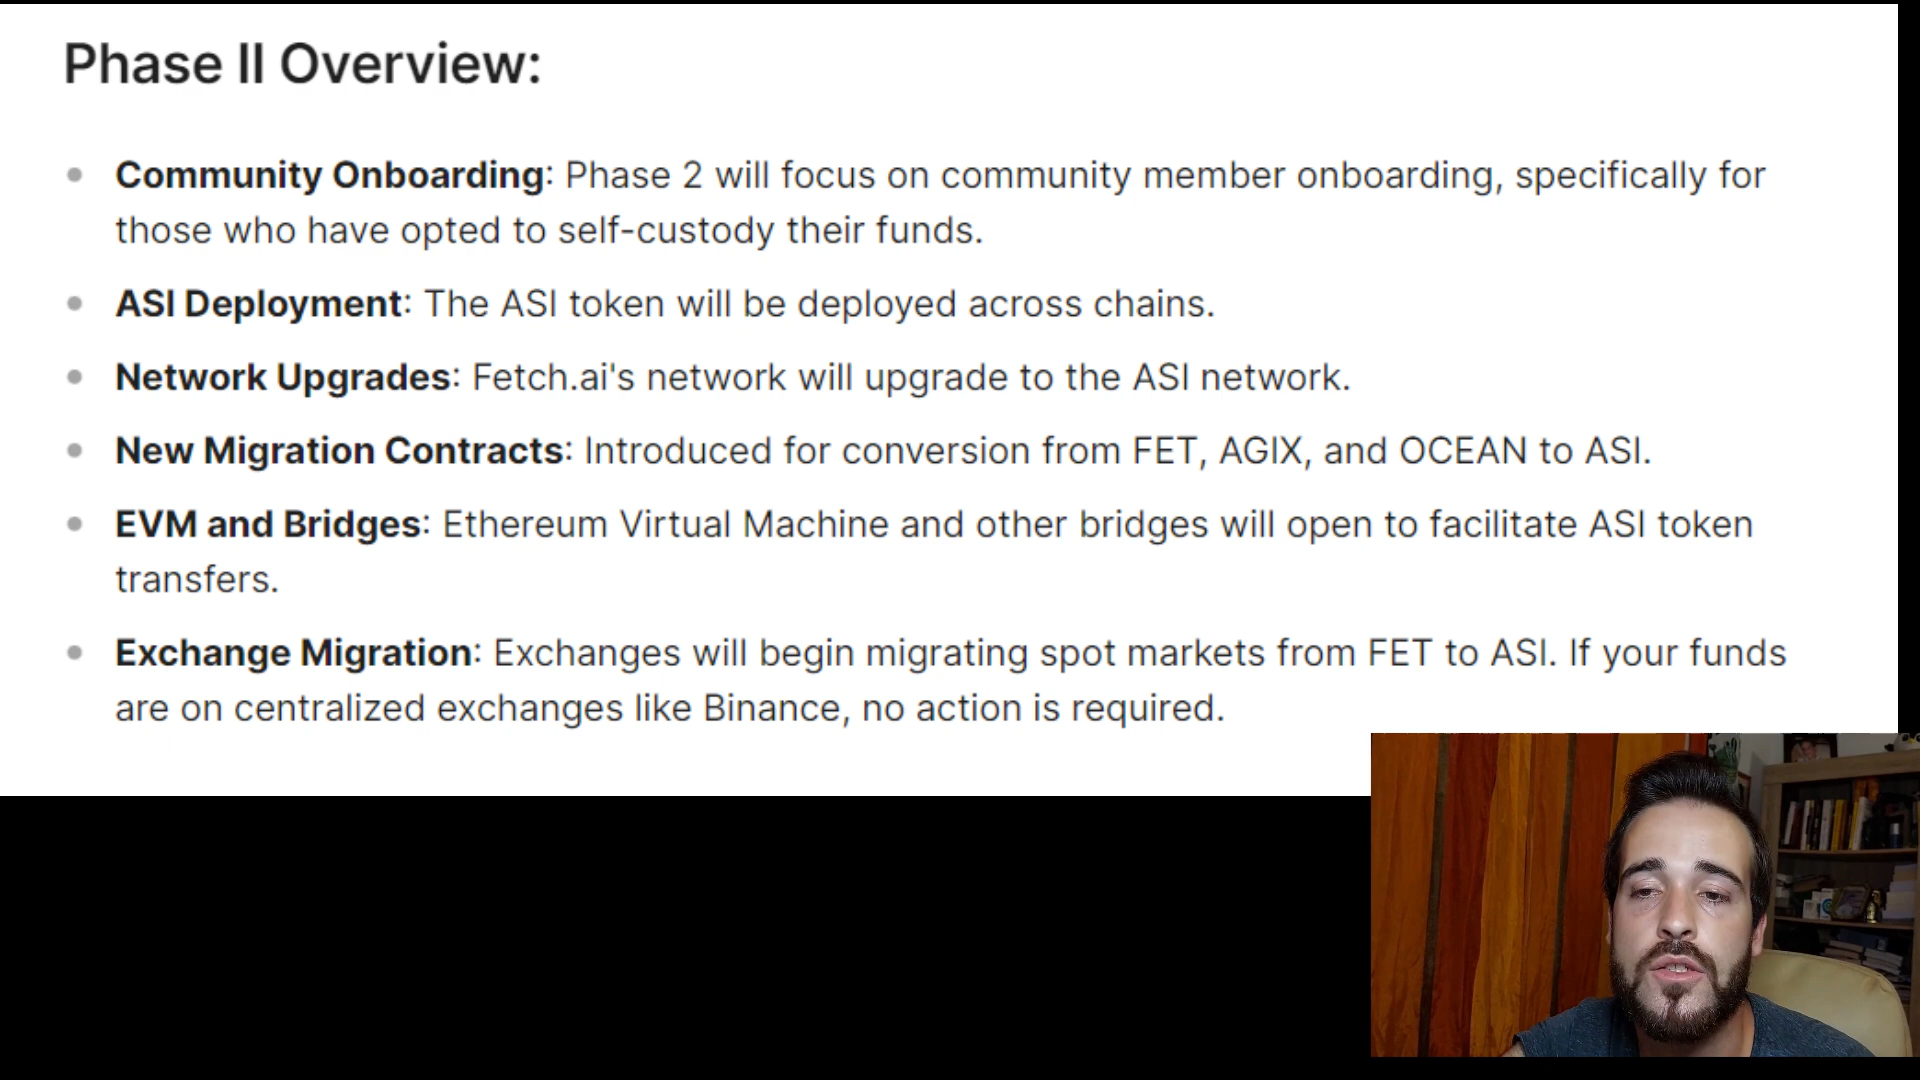 Phase II Overview:
Community Onboarding: Phase 2 will focus on community member onboarding, specifically for
those who have opted to self-custody their funds.
ASI Deployment: The ASI token will be deployed across chains.
Network Upgrades: Fetch.ai's network will upgrade to the ASI network.
New Migration Contracts: Introduced for conversion from FET, AGIX, and OCEAN to ASI.
EVM and Bridges: Ethereum Virtual Machine and other bridges will open to facilitate ASI token
transfers.
Exchange Migration: Exchanges will begin migrating spot markets from FET to ASI. If your funds
are on centralized exchanges like Binance, no action is required.